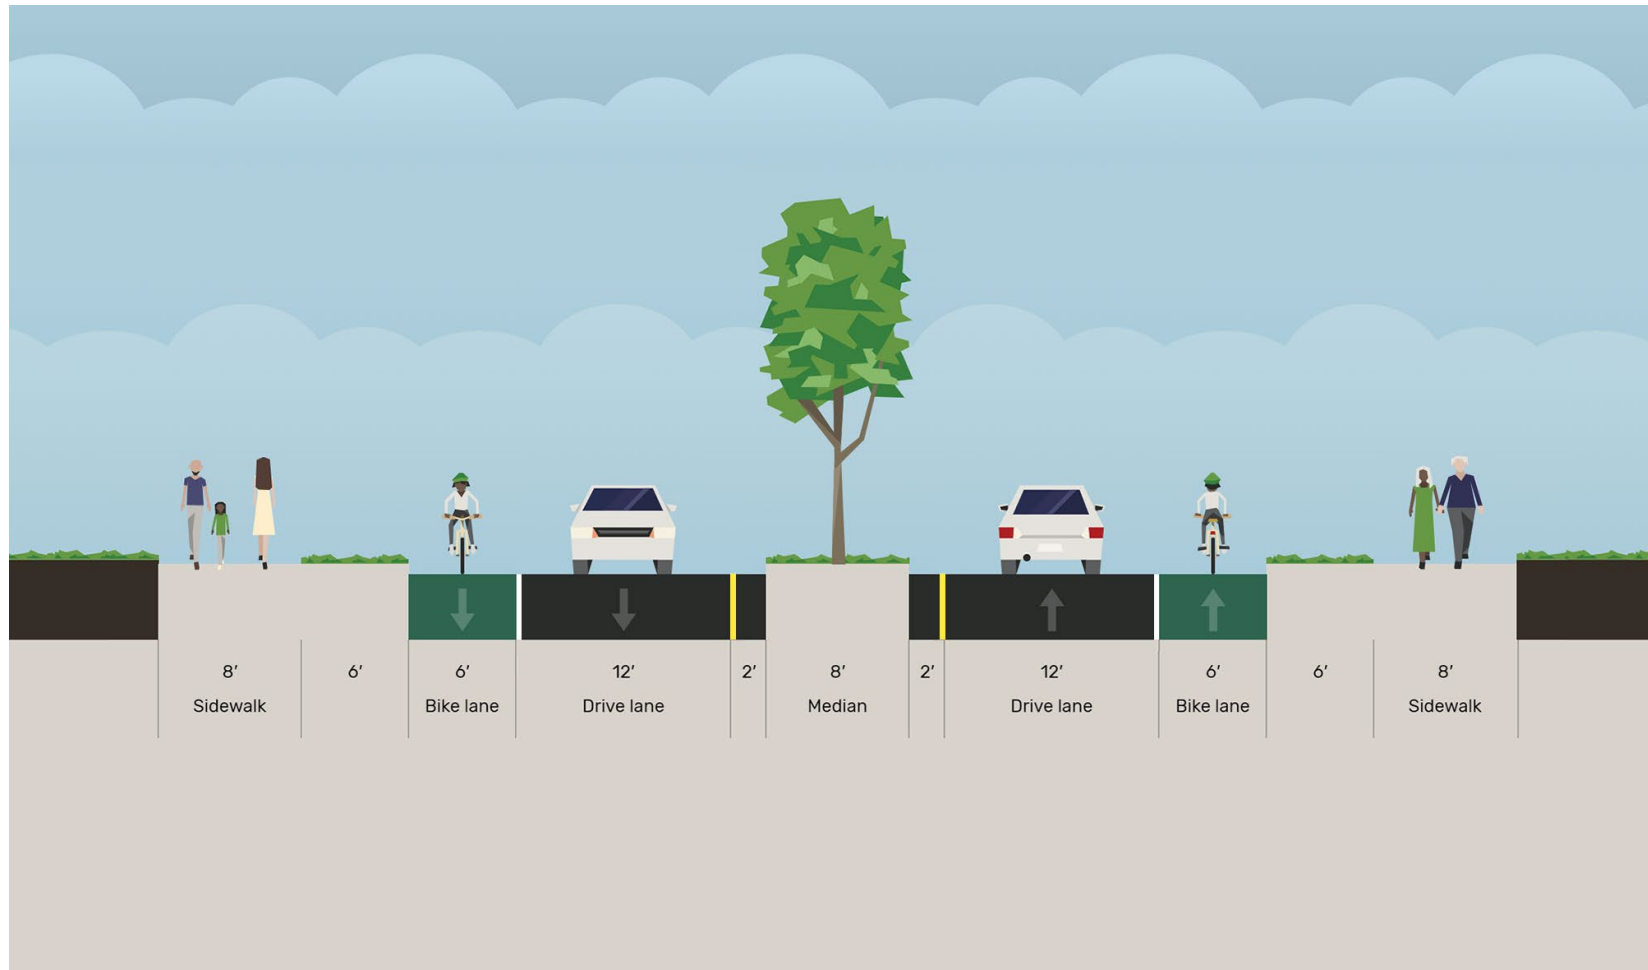 8′ 6′ 6′ 12′ 2′ 8′ 2′ 12′ 6′ 6′ 8′
Sidewalk Bike lane Drive lane Median Drive lane Bike lane Sidewalk